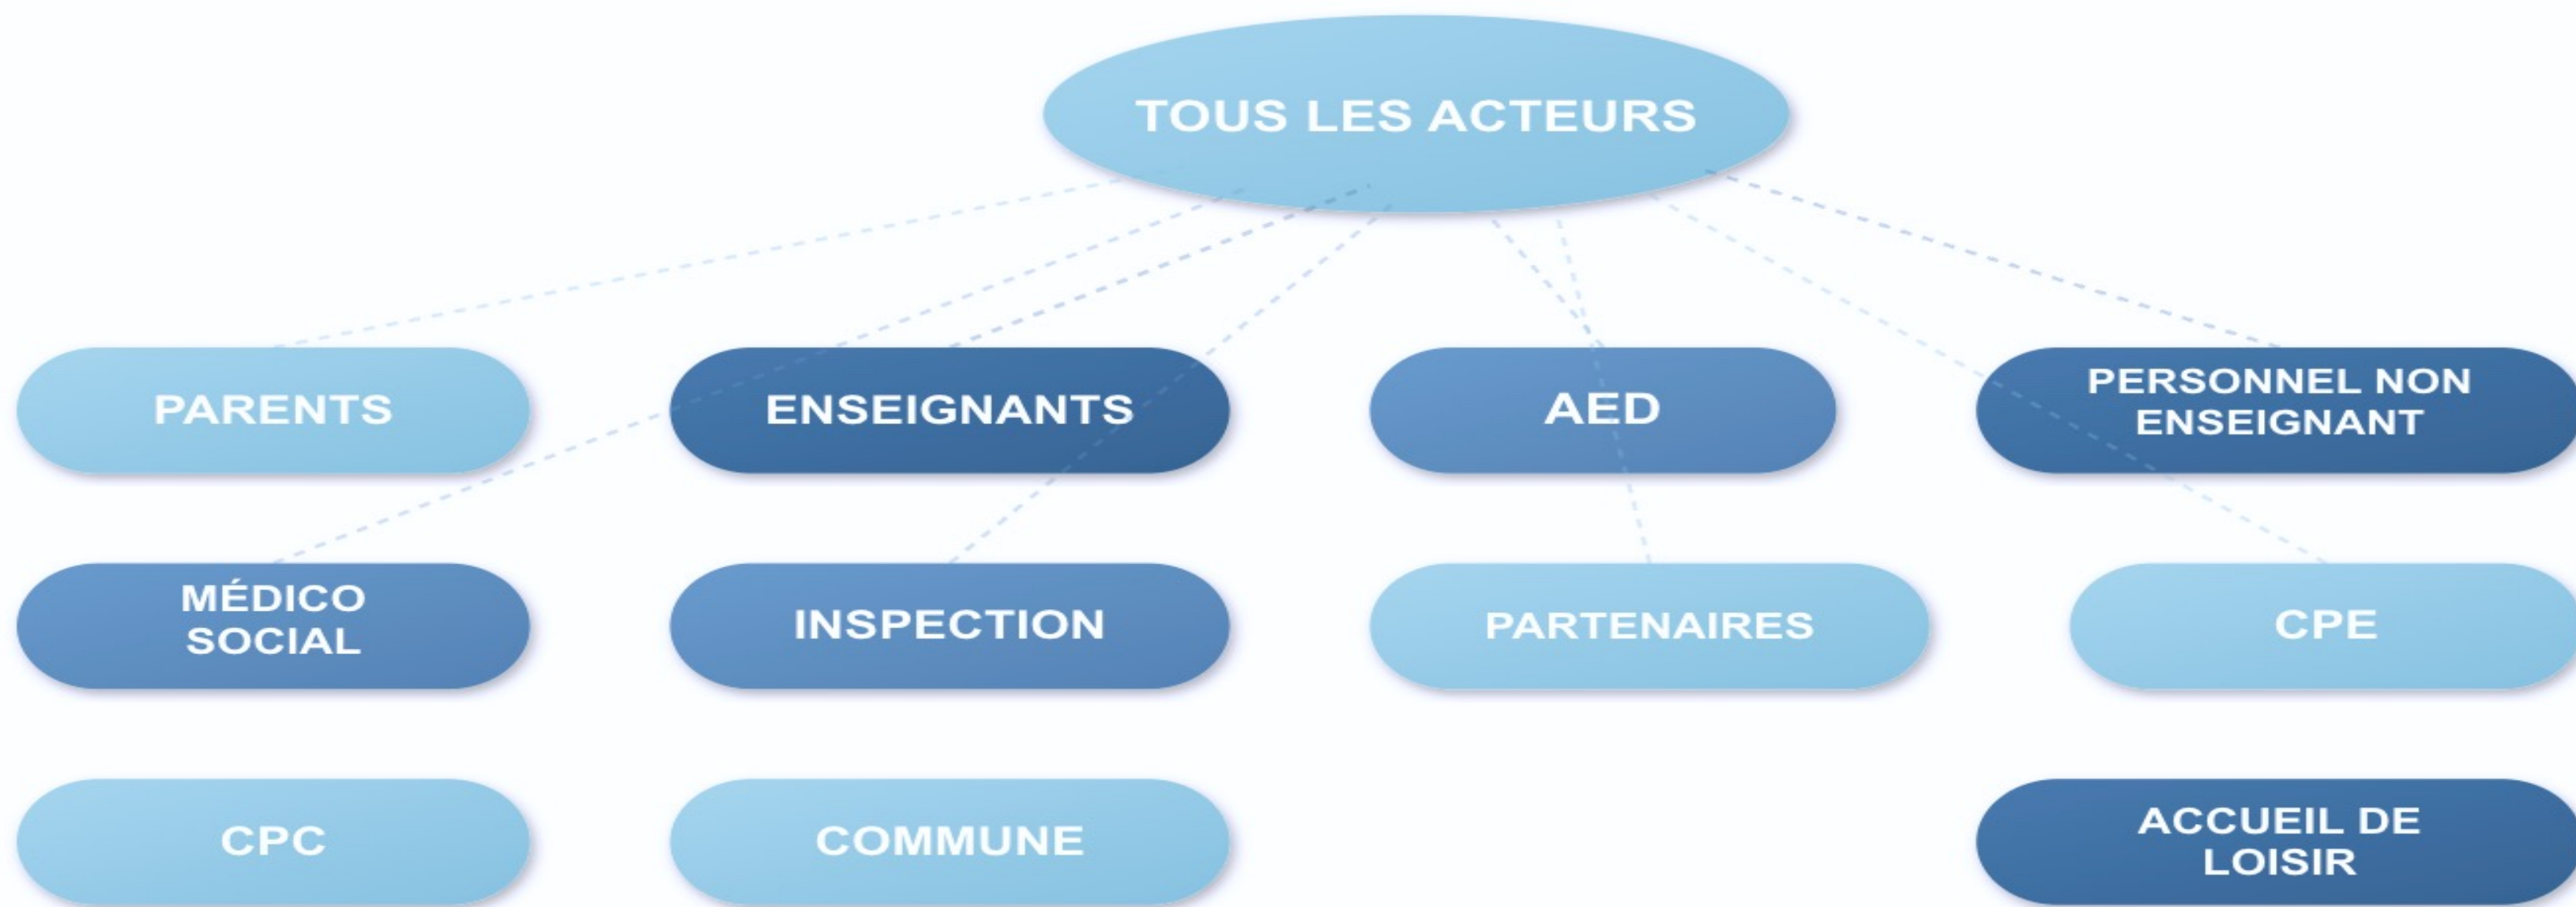 TOUS LES ACTEURS
PARENTS
ENSEIGNANTS
AED
PERSONNEL NON
ENSEIGNANT
MÉDICO
SOCIAL
INSPECTION
PARTENAIRES
CPE
CPC
COMMUNE
ACCUEIL DE
LOISIR